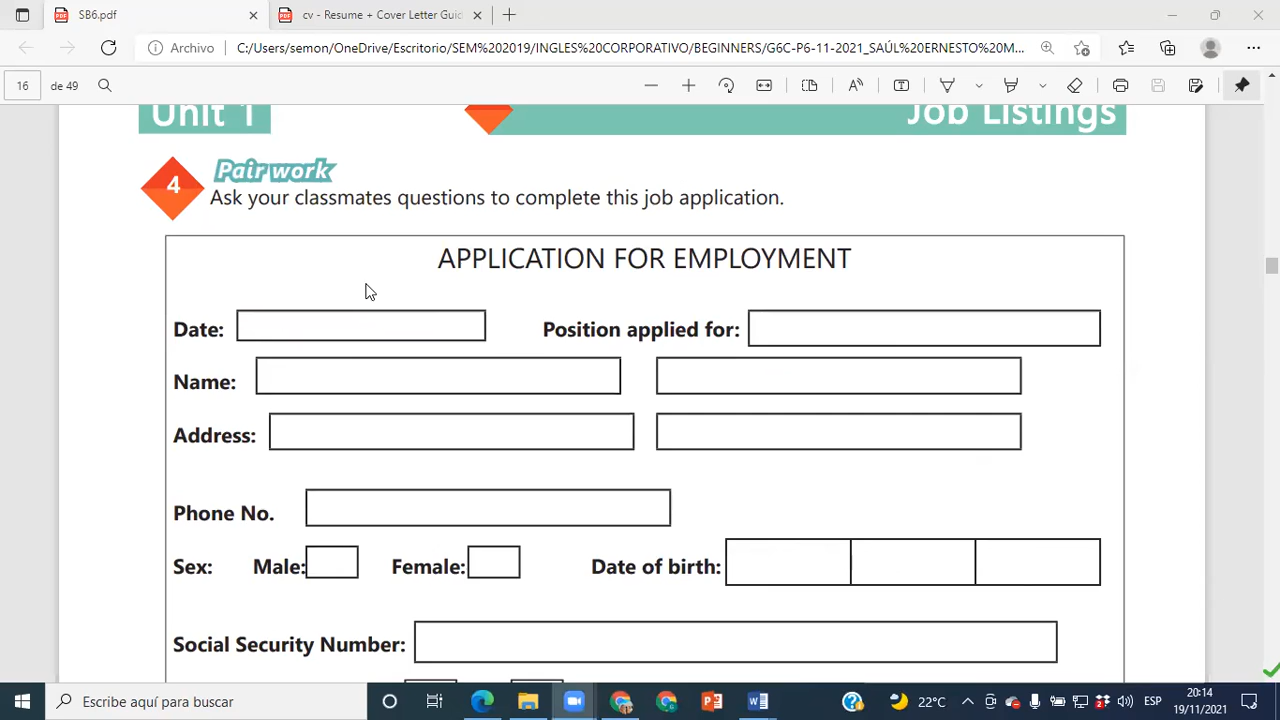 SB6.pdf
cv - Resume + Cover Letter Guid
Archivo C:/Users/semon/OneDrive/Escritorio/SEM%202019/INGLES%20CORPORATIVO/BEGINNERS/G6C-P6-11-2021_SAÚL%20ERNESTO%20M...
16 de 49
Unit 1 Job Listings
4 Pair work
Ask your classmates questions to complete this job application.
APPLICATION FOR EMPLOYMENT
Date: Position applied for:
Name:
Address:
Phone No.
Sex: Male: Female: Date of birth:
Social Security Number:
Escribe aquí para buscar
22°C
ESP
20:14
19/11/2021